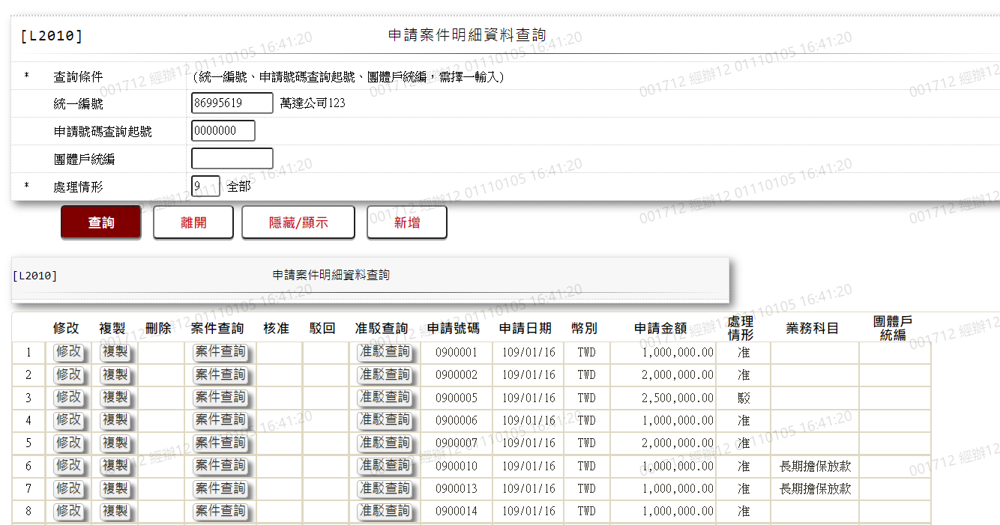 [L2010] 申請案件明細資料查詢
* 查詢條件 (統一編號、申請號碼查詢起號、團體戶統編，需擇一輸入)
統一編號 86995619 萬達公司123
申請號碼查詢起號 0000000
團體戶統編
* 處理情形 9 全部
查詢 離開 隱藏/顯示 新增
[L2010] 申請案件明細資料查詢
修改 複製 刪除 案件查詢 核准 駁回 准駁查詢 申請號碼 申請日期 幣別 申請金額 處理情形 業務科目 團體戶統編
1 修改 複製 案件查詢 准駁查詢 0900001 109/01/16 TWD 1,000,000.00 准
2 修改 複製 案件查詢 准駁查詢 0900002 109/01/16 TWD 2,000,000.00 准
3 修改 複製 案件查詢 准駁查詢 0900005 109/01/16 TWD 2,500,000.00 駁
4 修改 複製 案件查詢 准駁查詢 0900006 109/01/16 TWD 1,000,000.00 准
5 修改 複製 案件查詢 准駁查詢 0900007 109/01/16 TWD 2,000,000.00 准
6 修改 複製 案件查詢 准駁查詢 0900010 109/01/16 TWD 1,000,000.00 准 長期擔保放款
7 修改 複製 案件查詢 准駁查詢 0900013 109/01/16 TWD 1,000,000.00 准 長期擔保放款
8 修改 複製 案件查詢 准駁查詢 0900014 109/01/16 TWD 1,000,000.00 准
001712 經辦12 01110105 16:41:20